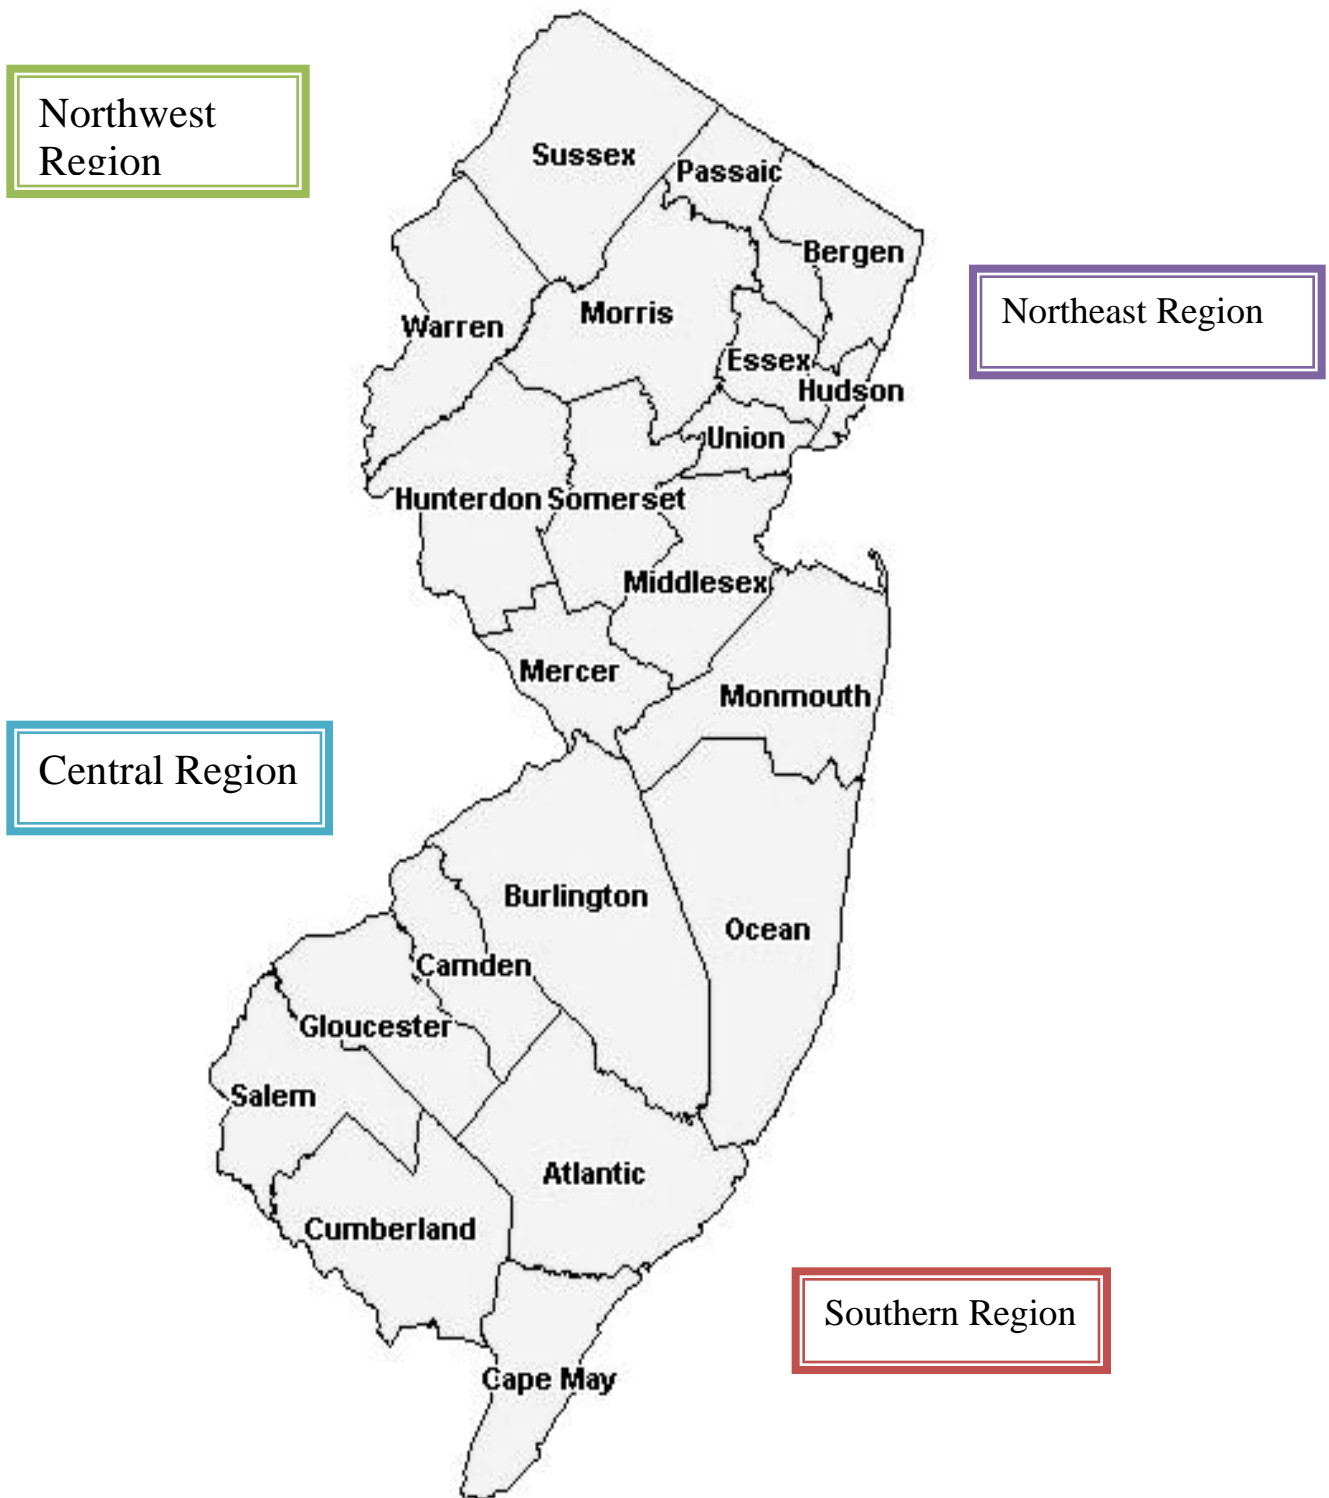 Northwest
Region
Sussex
Passaic
Bergen
Northeast Region
Morris
Warren
Essex
Hudson
Union
Hunterdon
Somerset
Middlesex
Mercer
Monmouth
Central Region
Burlington
Ocean
Camden
Gloucester
Salem
Atlantic
Cumberland
Southern Region
Cape May